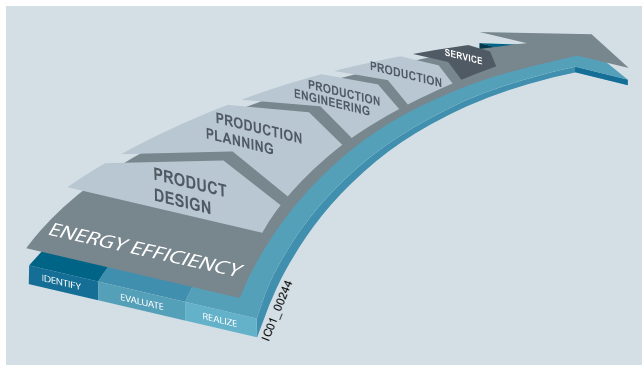 SERVICE
PRODUCTION
PRODUCTION
ENGINEERING
PRODUCTION
PLANNING
PRODUCT
DESIGN
ENERGY EFFICIENCY
IDENTIFY
EVALUATE
REALIZE
IC01_00244